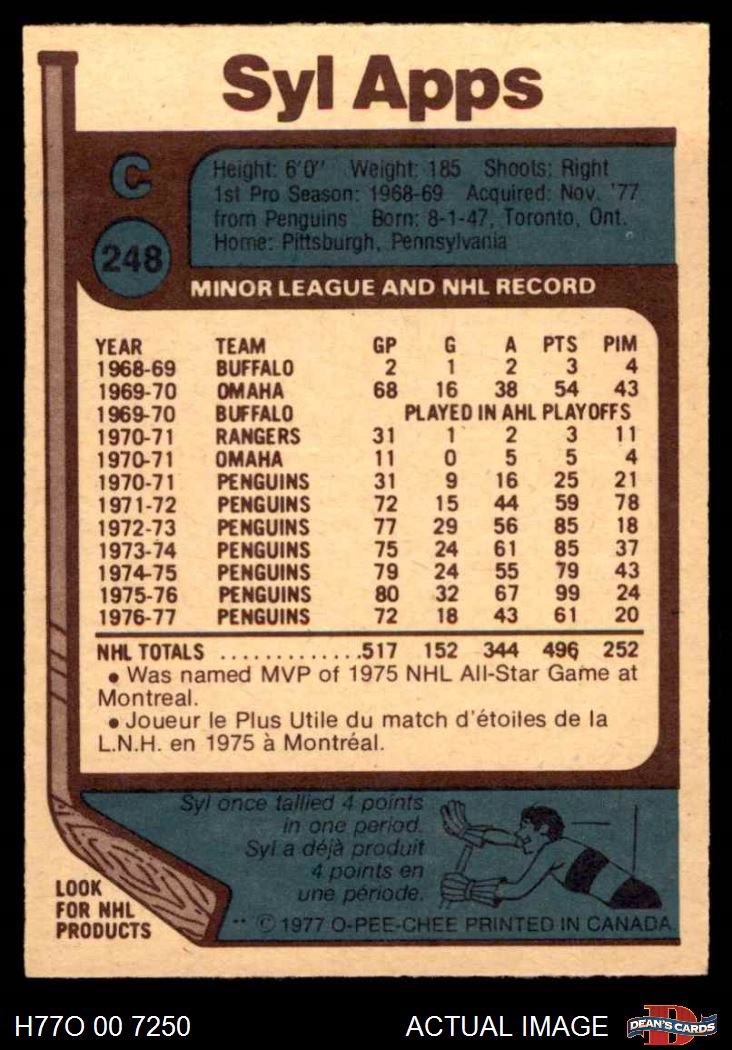 Syl Apps
C
248
Height: 6'0" Weight: 185 Shoots: Right
1st Pro Season: 1968-69 Acquired: Nov. '77
from Penguins Born: 8-1-47, Toronto, Ont.
Home: Pittsburgh, Pennsylvania
MINOR LEAGUE AND NHL RECORD
YEAR TEAM GP G A PTS PIM
1968-69 BUFFALO 2 1 2 3 4
1969-70 OMAHA 68 16 38 54 43
1969-70 BUFFALO PLAYED IN AHL PLAYOFFS
1970-71 RANGERS 31 1 2 3 11
1970-71 OMAHA 11 0 5 5 4
1970-71 PENGUINS 31 9 16 25 21
1971-72 PENGUINS 72 15 44 59 78
1972-73 PENGUINS 77 29 56 85 18
1973-74 PENGUINS 75 24 61 85 37
1974-75 PENGUINS 79 24 55 79 43
1975-76 PENGUINS 80 32 67 99 24
1976-77 PENGUINS 72 18 43 61 20
NHL TOTALS .............517 152 344 496 252
• Was named MVP of 1975 NHL All-Star Game at
Montreal.
• Joueur le Plus Utile du match d'étoiles de la
L.N.H. en 1975 à Montréal.
Syl once tallied 4 points
in one period.
Syl a déjà produit
4 points en
une période.
LOOK
FOR NHL
PRODUCTS
** © 1977 O-PEE-CHEE PRINTED IN CANADA
H77O 00 7250
ACTUAL IMAGE
D
DEAN'S CARDS